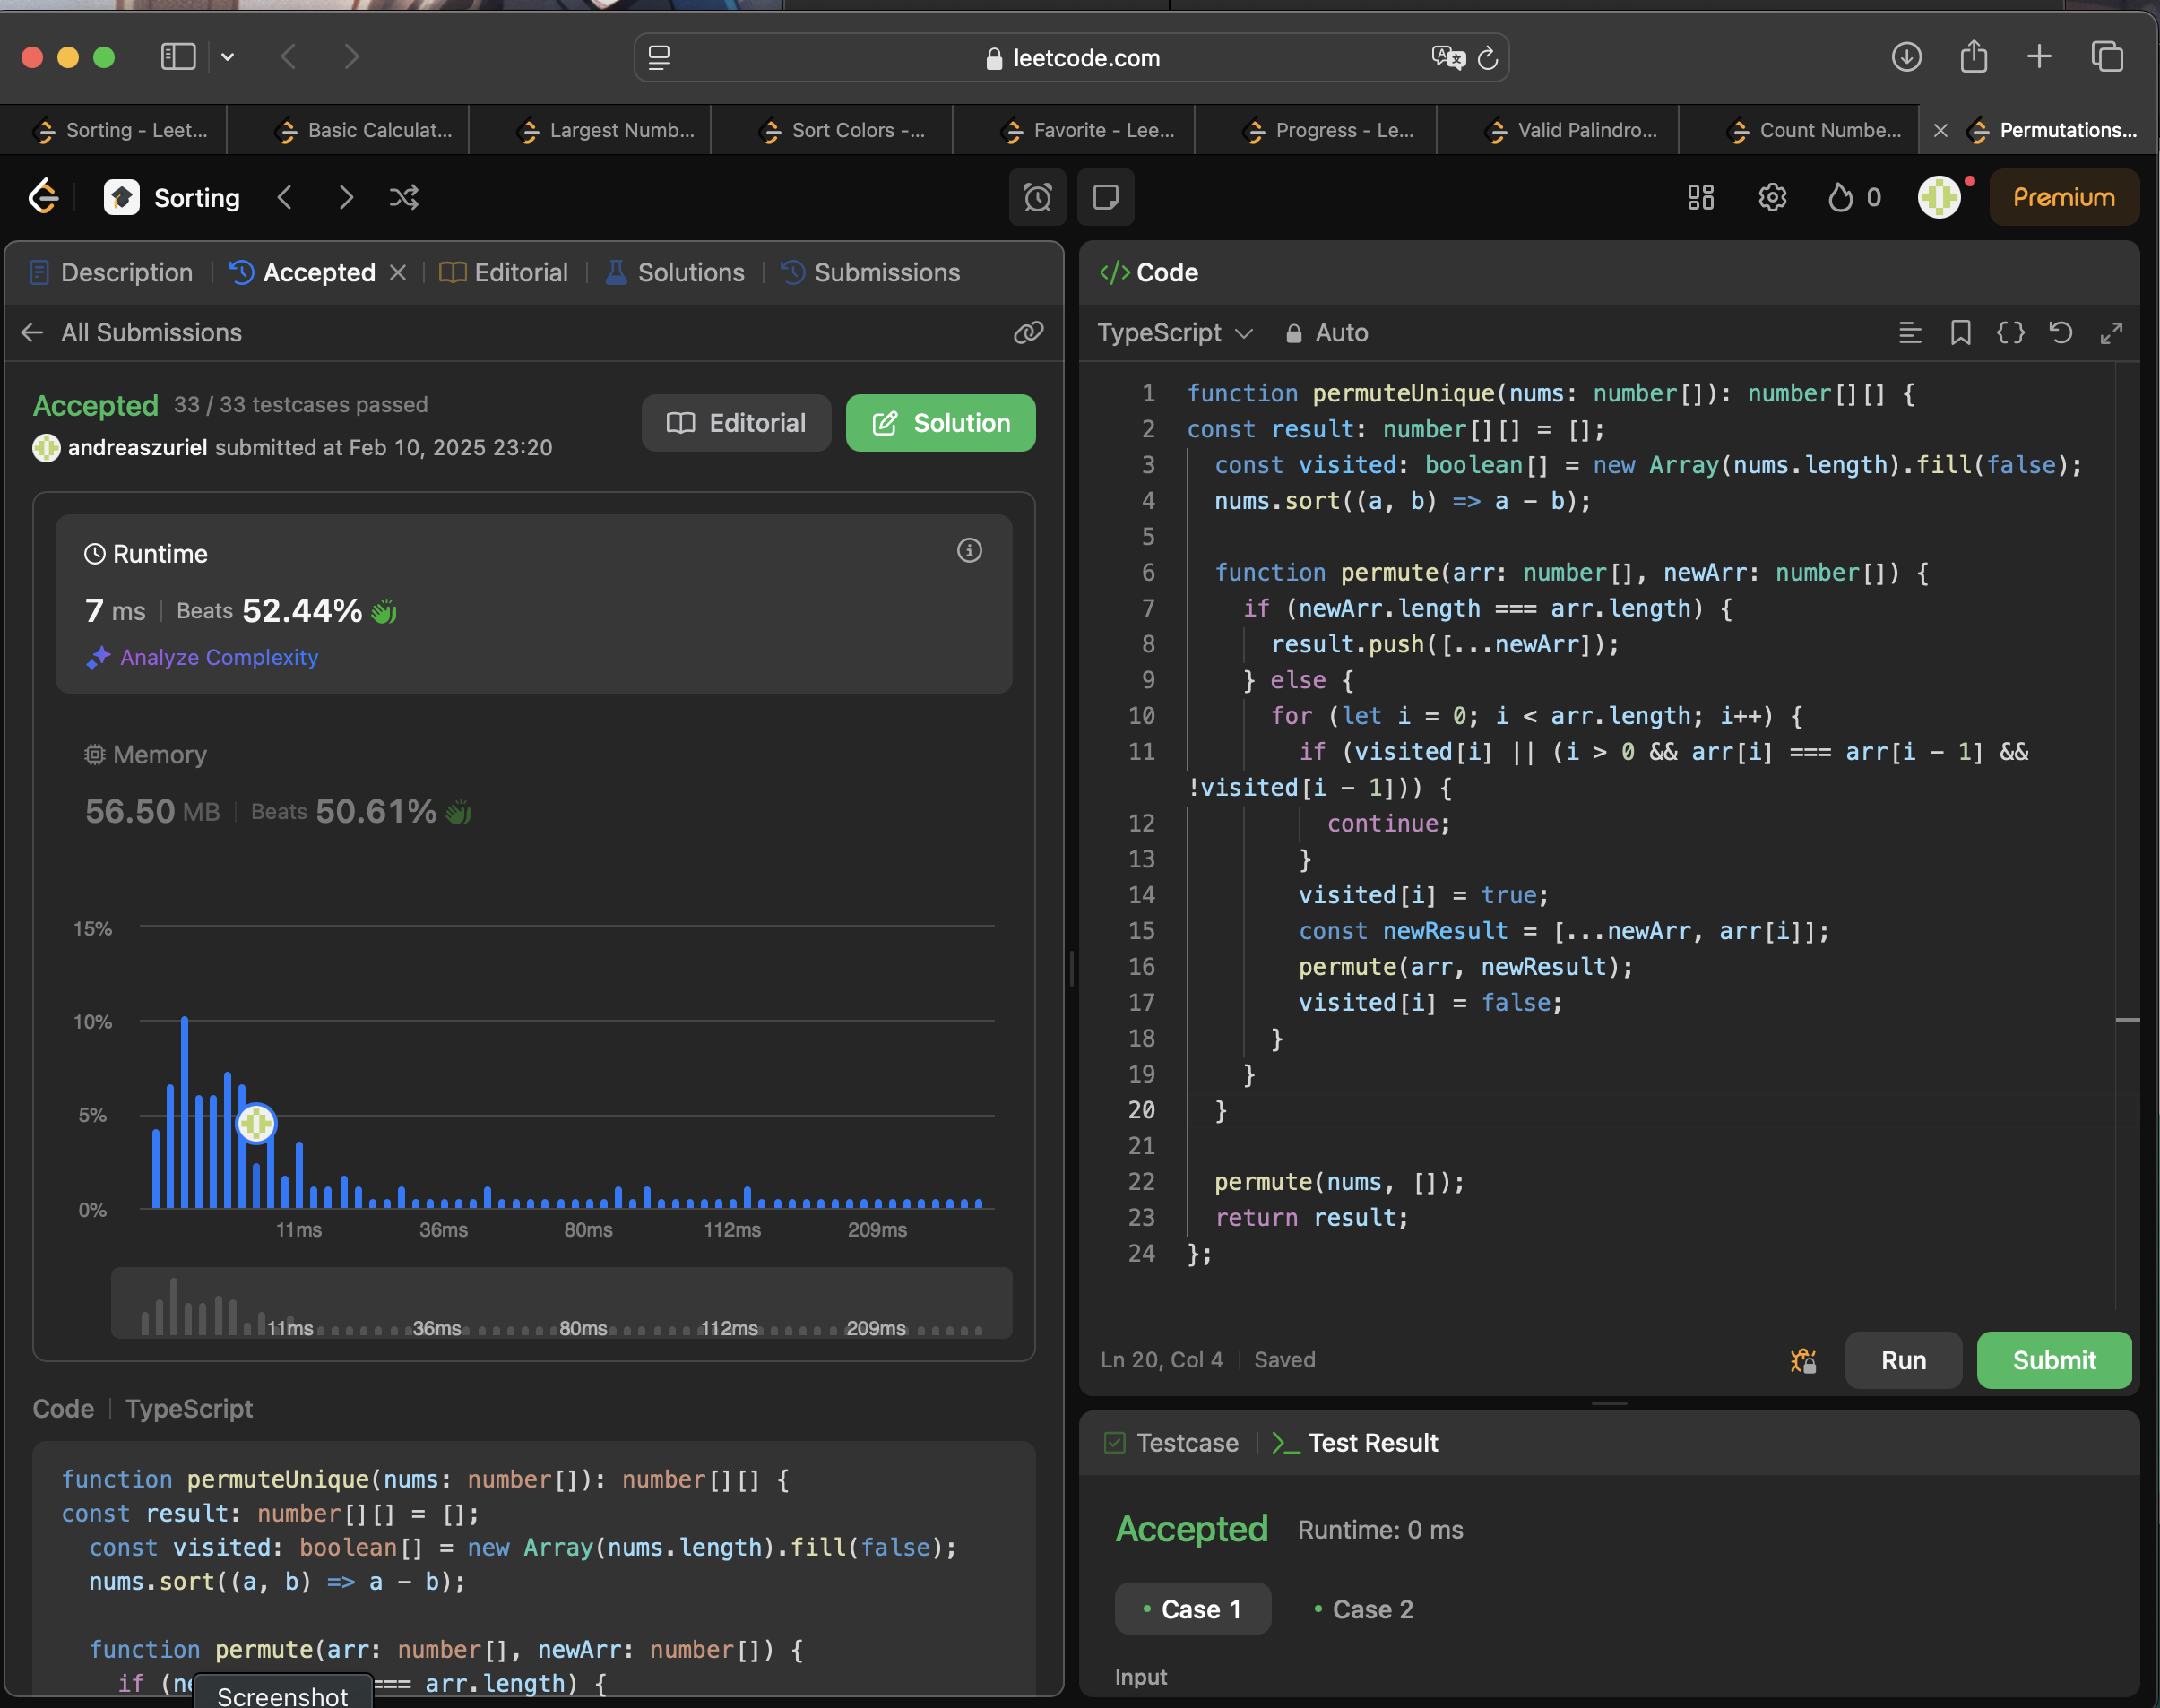 leetcode.com
Sorting - Leet...
Basic Calculat...
Largest Numb...
Sort Colors -...
Favorite - Lee...
Progress - Le...
Valid Palindro...
Count Numbe...
Permutations...
Sorting
0
Premium
Description
Accepted
Editorial
Solutions
Submissions
All Submissions
Accepted 33 / 33 testcases passed
andreaszuriel submitted at Feb 10, 2025 23:20
Editorial
Solution
Runtime
7 ms Beats 52.44%
Analyze Complexity
Memory
56.50 MB Beats 50.61%
15%
10%
5%
0%
11ms 36ms 80ms 112ms 209ms
11ms 36ms 80ms 112ms 209ms
Code TypeScript
function permuteUnique(nums: number[]): number[][] {
const result: number[][] = [];
  const visited: boolean[] = new Array(nums.length).fill(false);
  nums.sort((a, b) => a - b);
  function permute(arr: number[], newArr: number[]) {
    if (ne === arr.length) {
Screenshot
</> Code
TypeScript Auto
1 function permuteUnique(nums: number[]): number[][] {
2 const result: number[][] = [];
3   const visited: boolean[] = new Array(nums.length).fill(false);
4   nums.sort((a, b) => a - b);
5
6   function permute(arr: number[], newArr: number[]) {
7     if (newArr.length === arr.length) {
8       result.push([...newArr]);
9     } else {
10       for (let i = 0; i < arr.length; i++) {
11         if (visited[i] || (i > 0 && arr[i] === arr[i - 1] &&
!visited[i - 1])) {
12           continue;
13         }
14         visited[i] = true;
15         const newResult = [...newArr, arr[i]];
16         permute(arr, newResult);
17         visited[i] = false;
18       }
19     }
20   }
21
22   permute(nums, []);
23   return result;
24 };
Ln 20, Col 4 Saved
Run
Submit
Testcase
Test Result
Accepted Runtime: 0 ms
Case 1
Case 2
Input